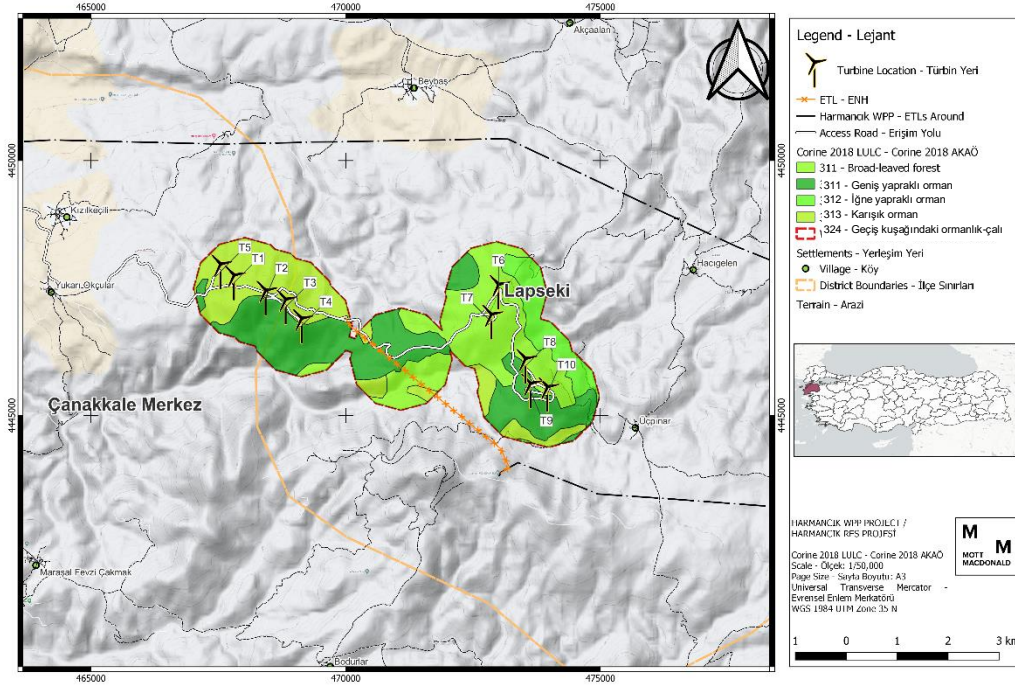 465000
470000
475000
Akçaalan
Beybaş
4450000
4450000
Kızılkeçili
Hacıgelen
Yukarı Okçular
T5
T1
T2
T3
T4
T6
T7
Lapseki
T8
T10
T9
4445000
4445000
Çanakkale Merkez
Üçpınar
Maraşal Fevzi Çakmak
Bodurlar
465000
470000
475000
Legend - Lejant
Turbine Location - Türbin Yeri
ETL - ENH
Harmancık WPP - ETLs Around
Access Road - Erişim Yolu
Corine 2018 LULC - Corine 2018 AKAÖ
311 - Broad-leaved forest
311 - Geniş yapraklı orman
312 - İğne yapraklı orman
313 - Karışık orman
324 - Geçiş kuşağındaki ormanlık-çalı
Settlements - Yerleşim Yeri
Village - Köy
District Boundaries - İlçe Sınırları
Terrain - Arazi
HARMANCIK WPP PROJECT /
HARMANCIK RES PROJESİ
Corine 2018 LULC - Corine 2018 AKAÖ
Scale - Ölçek: 1/50,000
Page Size - Sayfa Boyutu: A3
Universal Transverse Mercator -
Evrensel Enlem Merkatörü
WGS 1984 UTM Zone 35 N
M
M
MOTT
MACDONALD
1 0 1 2 3 km